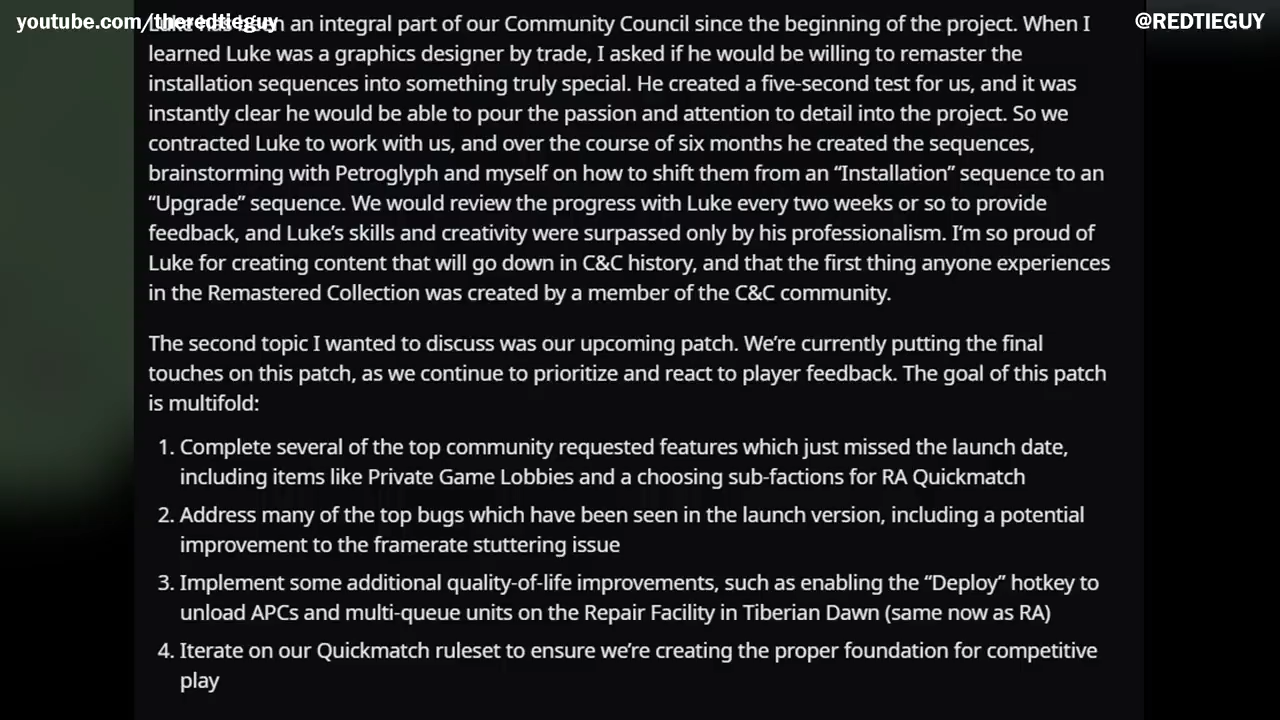 youtube.com/theredtieguy
@REDTIEGUY
Luke has been an integral part of our Community Council since the beginning of the project. When I
learned Luke was a graphics designer by trade, I asked if he would be willing to remaster the
installation sequences into something truly special. He created a five-second test for us, and it was
instantly clear he would be able to pour the passion and attention to detail into the project. So we
contracted Luke to work with us, and over the course of six months he created the sequences,
brainstorming with Petroglyph and myself on how to shift them from an “Installation” sequence to an
“Upgrade” sequence. We would review the progress with Luke every two weeks or so to provide
feedback, and Luke’s skills and creativity were surpassed only by his professionalism. I’m so proud of
Luke for creating content that will go down in C&C history, and that the first thing anyone experiences
in the Remastered Collection was created by a member of the C&C community.
The second topic I wanted to discuss was our upcoming patch. We’re currently putting the final
touches on this patch, as we continue to prioritize and react to player feedback. The goal of this patch
is multifold:
1. Complete several of the top community requested features which just missed the launch date,
including items like Private Game Lobbies and a choosing sub-factions for RA Quickmatch
2. Address many of the top bugs which have been seen in the launch version, including a potential
improvement to the framerate stuttering issue
3. Implement some additional quality-of-life improvements, such as enabling the “Deploy” hotkey to
unload APCs and multi-queue units on the Repair Facility in Tiberian Dawn (same now as RA)
4. Iterate on our Quickmatch ruleset to ensure we’re creating the proper foundation for competitive
play